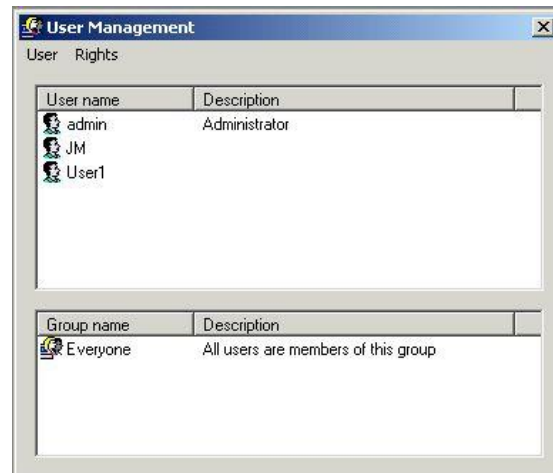 User Management
User Rights
User name Description
admin Administrator
JM
User1
Group name Description
Everyone All users are members of this group